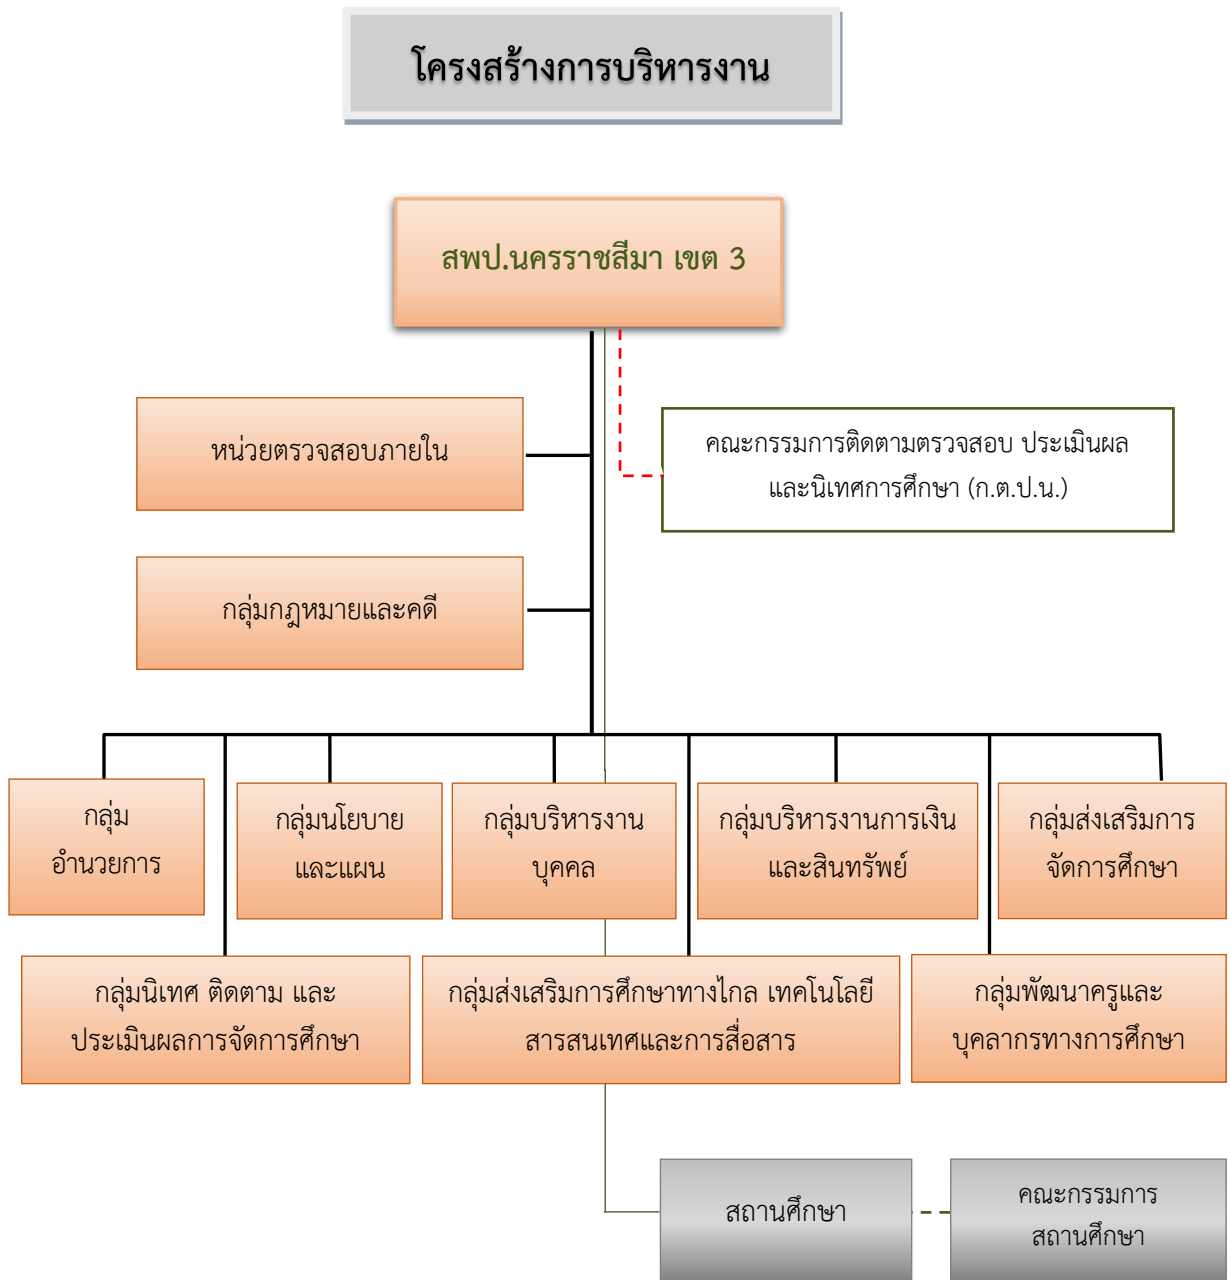 โครงสร้างการบริหารงาน
สพป.นครราชสีมา เขต 3
หน่วยตรวจสอบภายใน
คณะกรรมการติดตามตรวจสอบ ประเมินผล
และนิเทศการศึกษา (ก.ต.ป.น.)
กลุ่มกฎหมายและคดี
กลุ่ม
อำนวยการ
กลุ่มนโยบาย
และแผน
กลุ่มบริหารงาน
บุคคล
กลุ่มบริหารงานการเงิน
และสินทรัพย์
กลุ่มส่งเสริมการ
จัดการศึกษา
กลุ่มนิเทศ ติดตาม และ
ประเมินผลการจัดการศึกษา
กลุ่มส่งเสริมการศึกษาทางไกล เทคโนโลยี
สารสนเทศและการสื่อสาร
กลุ่มพัฒนาครูและ
บุคลากรทางการศึกษา
สถานศึกษา
คณะกรรมการ
สถานศึกษา